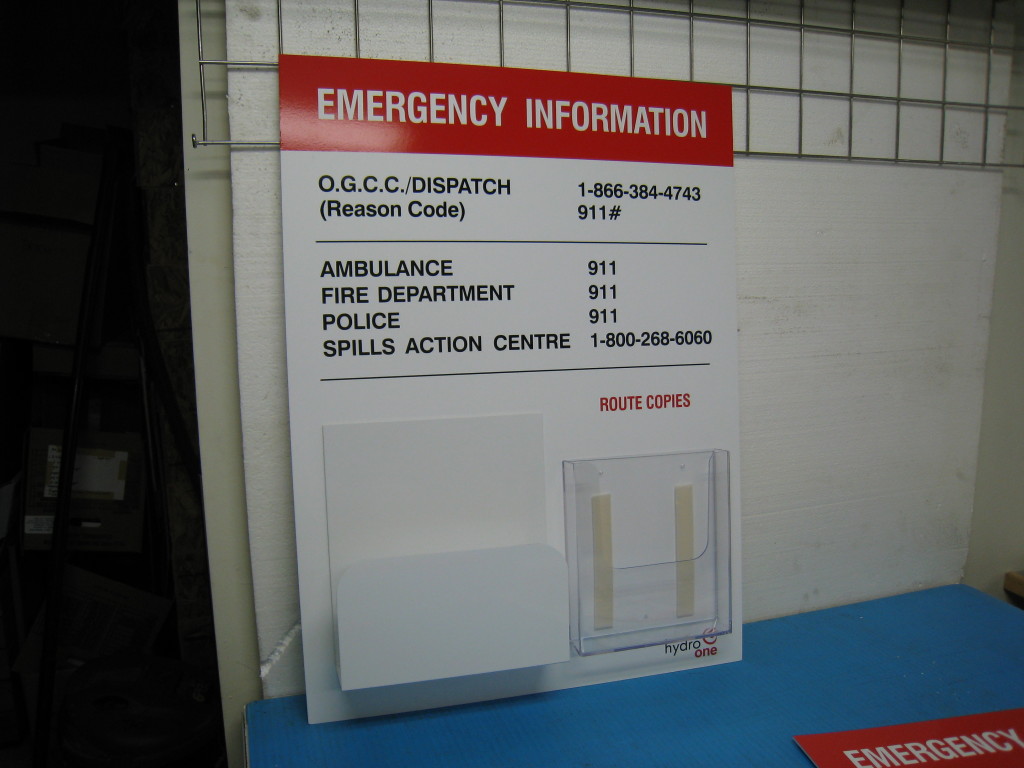 EMERGENCY INFORMATION
O.G.C.C./DISPATCH 1-866-384-4743
(Reason Code) 911#
AMBULANCE 911
FIRE DEPARTMENT 911
POLICE 911
SPILLS ACTION CENTRE 1-800-268-6060
ROUTE COPIES
hydro
one
EMERGENCY